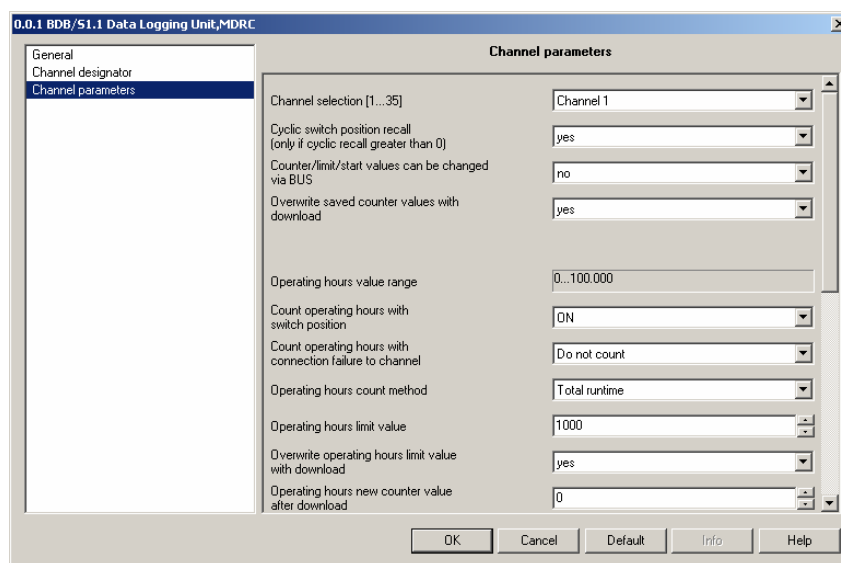 0.0.1 BDB/S1.1 Data Logging Unit,MDRC
General
Channel designator
Channel parameters
Channel parameters
Channel selection [1...35]
Channel 1
Cyclic switch position recall
(only if cyclic recall greater than 0)
yes
Counter/limit/start values can be changed
via BUS
no
Overwrite saved counter values with
download
yes
Operating hours value range
0...100.000
Count operating hours with
switch position
ON
Count operating hours with
connection failure to channel
Do not count
Operating hours count method
Total runtime
Operating hours limit value
1000
Overwrite operating hours limit value
with download
yes
Operating hours new counter value
after download
0
OK
Cancel
Default
Info
Help